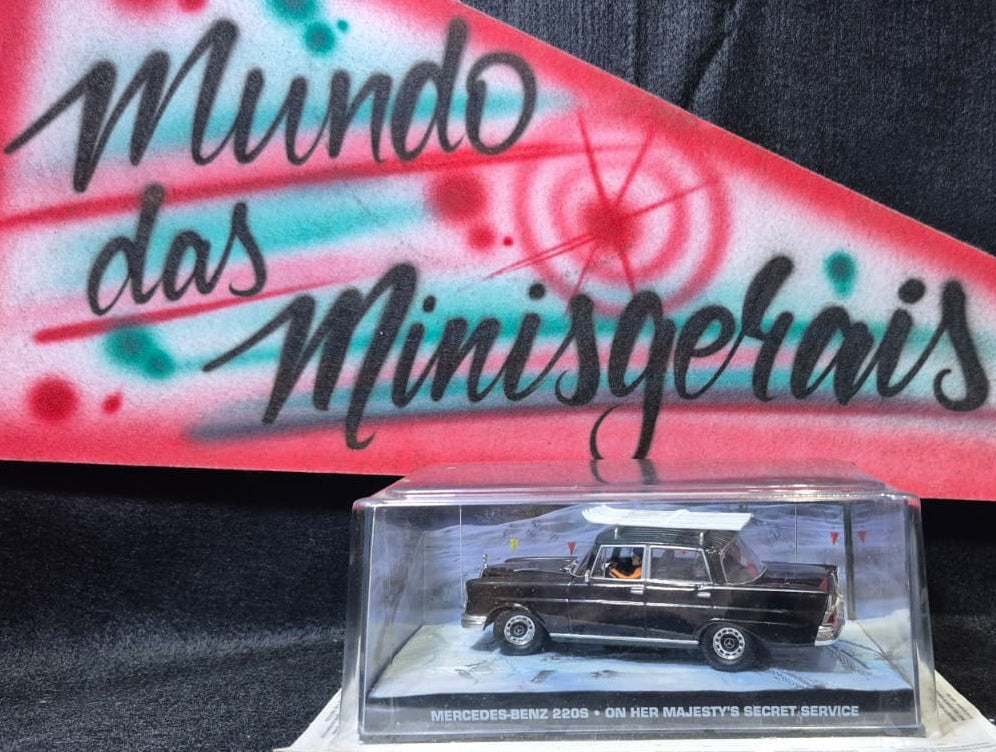 Mundo
das
Minisgerais
MERCEDES-BENZ 220S • ON HER MAJESTY'S SECRET SERVICE